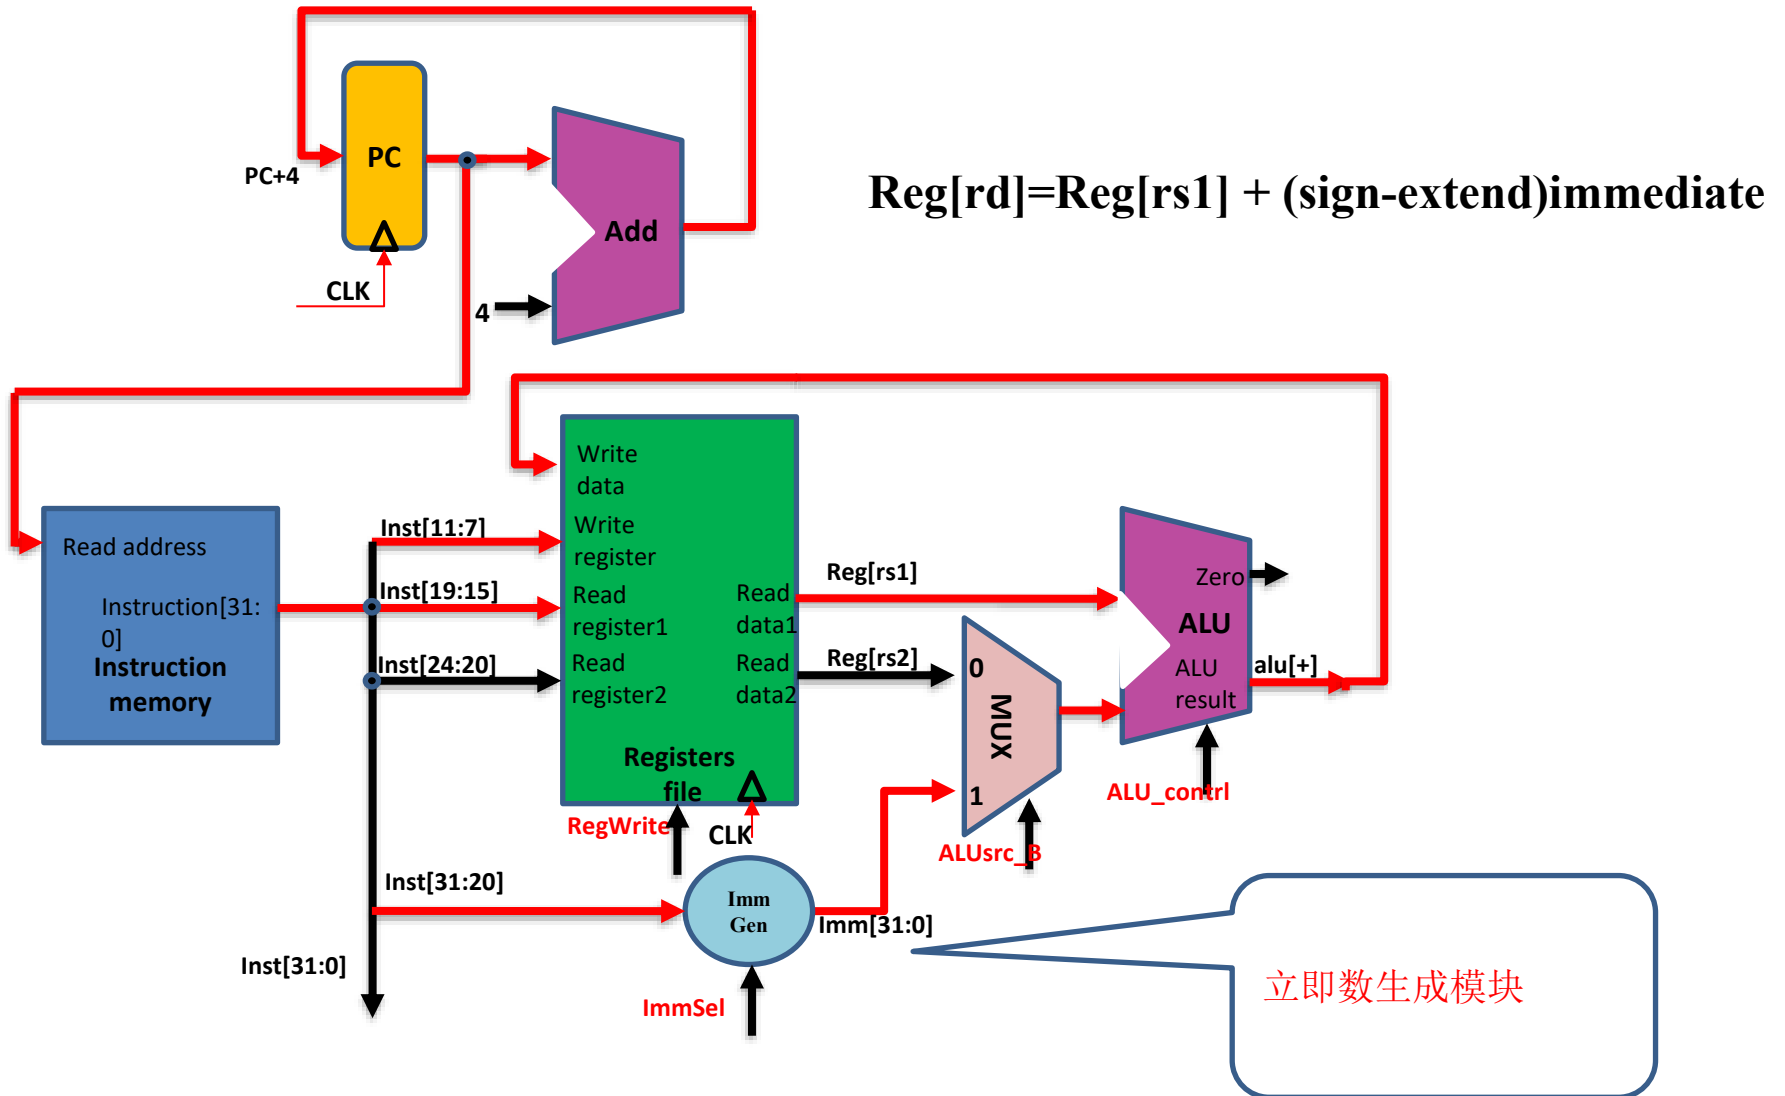 PC
PC+4
CLK
Add
4
Reg[rd]=Reg[rs1] + (sign-extend)immediate
Read address
Instruction[31:
0]
Instruction
memory
Inst[11:7]
Inst[19:15]
Inst[24:20]
Inst[31:20]
Inst[31:0]
Write
data
Write
register
Read
register1
Read
register2
Read
data1
Read
data2
Registers
file
RegWrite
CLK
Imm
Gen
Imm[31:0]
ImmSel
Reg[rs1]
Reg[rs2]
0
MUX
1
ALUsrc_B
Zero
ALU
ALU
result
alu[+]
ALU_contrl
立即数生成模块